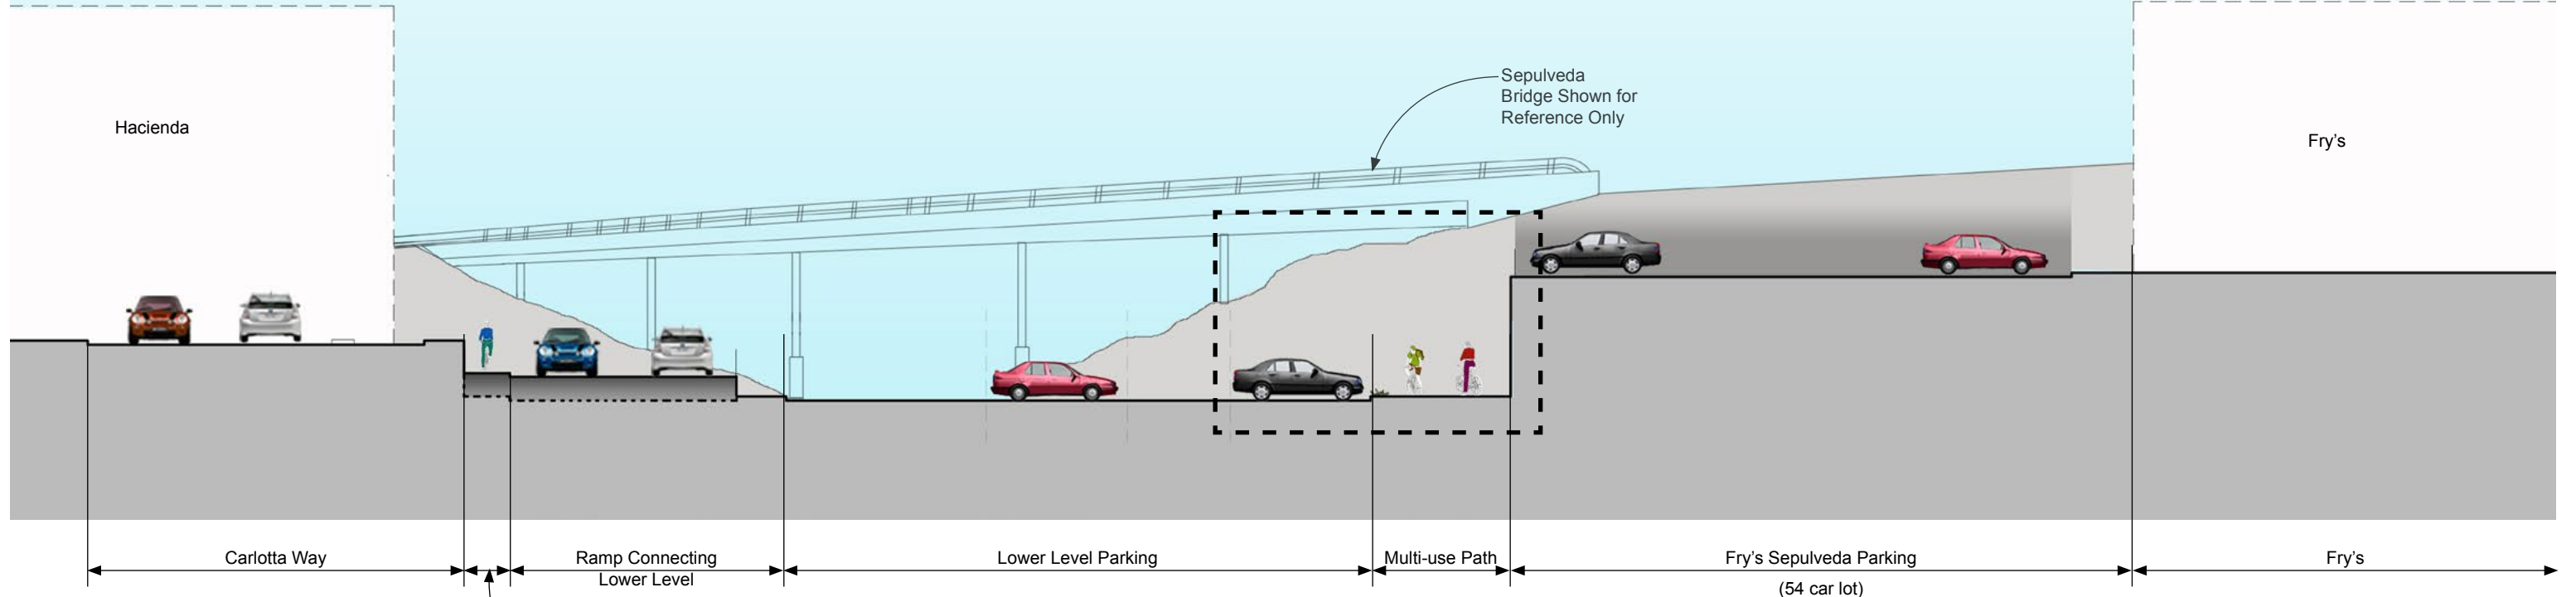 Sepulveda
Bridge Shown for
Reference Only
Hacienda
Fry's
Carlotta Way
Ramp Connecting
Lower Level
Lower Level Parking
Multi-use Path
Fry's Sepulveda Parking
(54 car lot)
Fry's